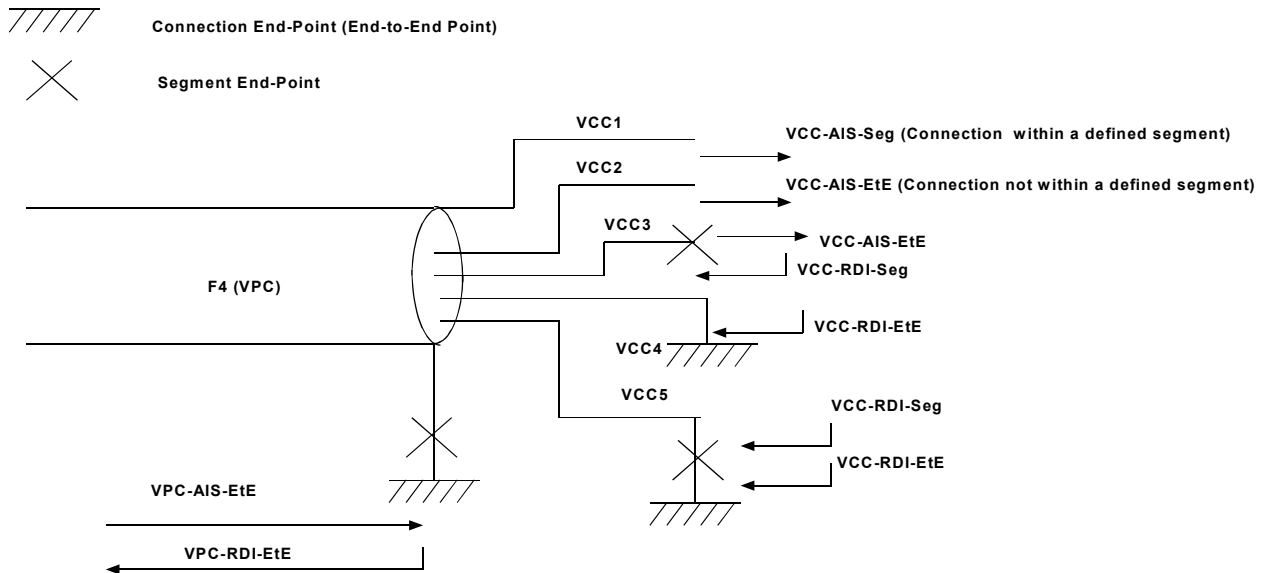 Connection End-Point (End-to-End Point)
Segment End-Point
VCC1
VCC-AIS-Seg (Connection within a defined segment)
VCC2
VCC-AIS-EtE (Connection not within a defined segment)
VCC3
VCC-AIS-EtE
VCC-RDI-Seg
F4 (VPC)
VCC-RDI-EtE
VCC4
VCC5
VCC-RDI-Seg
VCC-RDI-EtE
VPC-AIS-EtE
VPC-RDI-EtE